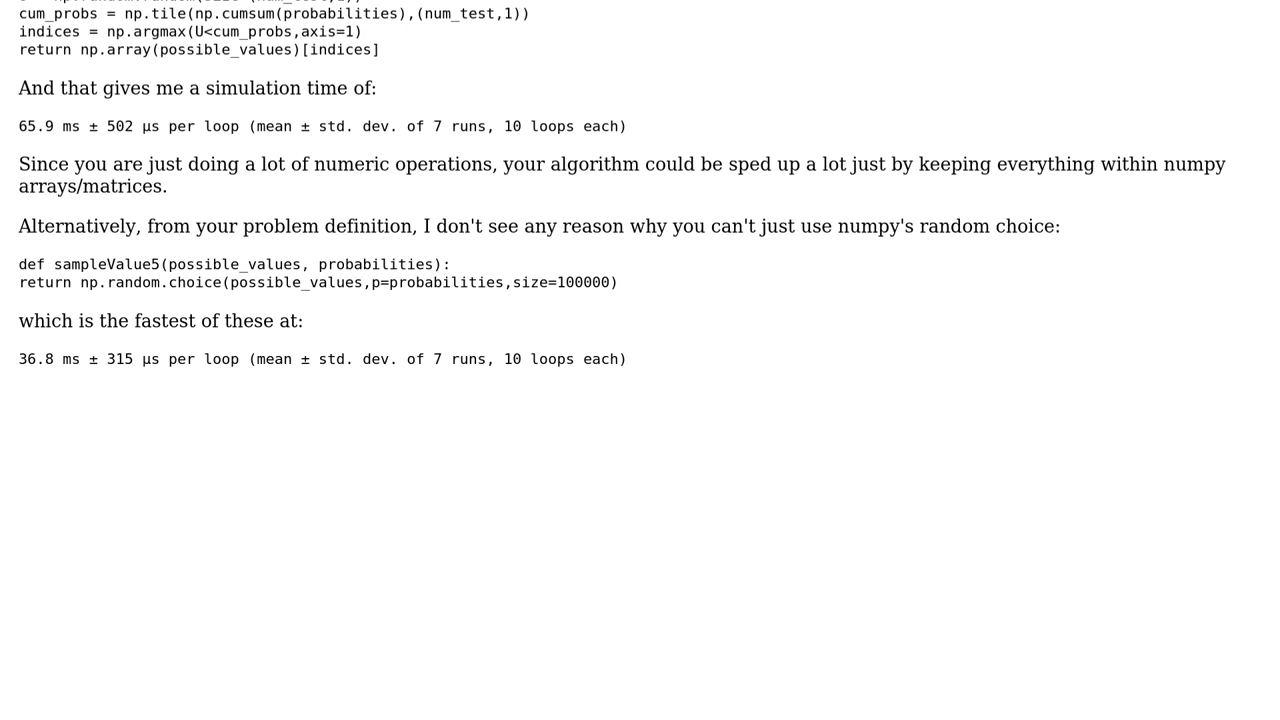 cum_probs = np.tile(np.cumsum(probabilities),(num_test,1))
indices = np.argmax(U<cum_probs,axis=1)
return np.array(possible_values)[indices]
And that gives me a simulation time of:
65.9 ms ± 502 µs per loop (mean ± std. dev. of 7 runs, 10 loops each)
Since you are just doing a lot of numeric operations, your algorithm could be sped up a lot just by keeping everything within numpy
arrays/matrices.
Alternatively, from your problem definition, I don't see any reason why you can't just use numpy's random choice:
def sampleValue5(possible_values, probabilities):
return np.random.choice(possible_values,p=probabilities,size=100000)
which is the fastest of these at:
36.8 ms ± 315 µs per loop (mean ± std. dev. of 7 runs, 10 loops each)